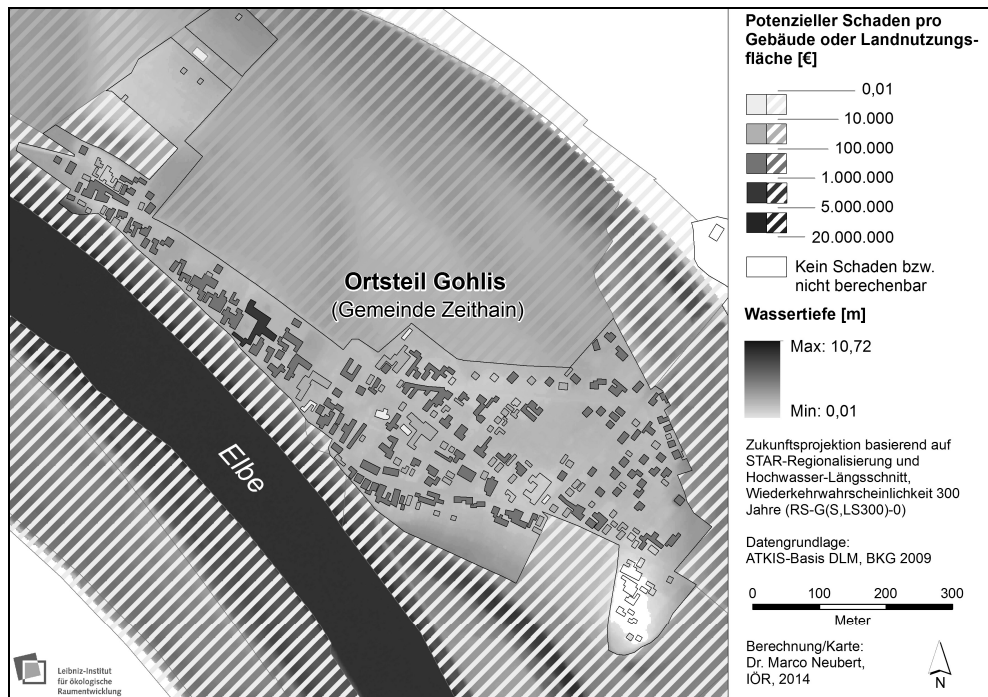 Potenzieller Schaden pro
Gebäude oder Landnutzungs-
fläche [€]
0,01
10.000
100.000
1.000.000
5.000.000
20.000.000
Kein Schaden bzw.
nicht berechenbar
Wassertiefe [m]
Max: 10,72
Min: 0,01
Zukunftsprojektion basierend auf
STAR-Regionalisierung und
Hochwasser-Längsschnitt,
Wiederkehrwahrscheinlichkeit 300
Jahre (RS-G(S,LS300)-0)
Datengrundlage:
ATKIS-Basis DLM, BKG 2009
0 100 200 300
Meter
Berechnung/Karte:
Dr. Marco Neubert,
IÖR, 2014
N
Ortsteil Gohlis
(Gemeinde Zeithain)
Elbe
Leibniz-Institut
für ökologische
Raumentwicklung